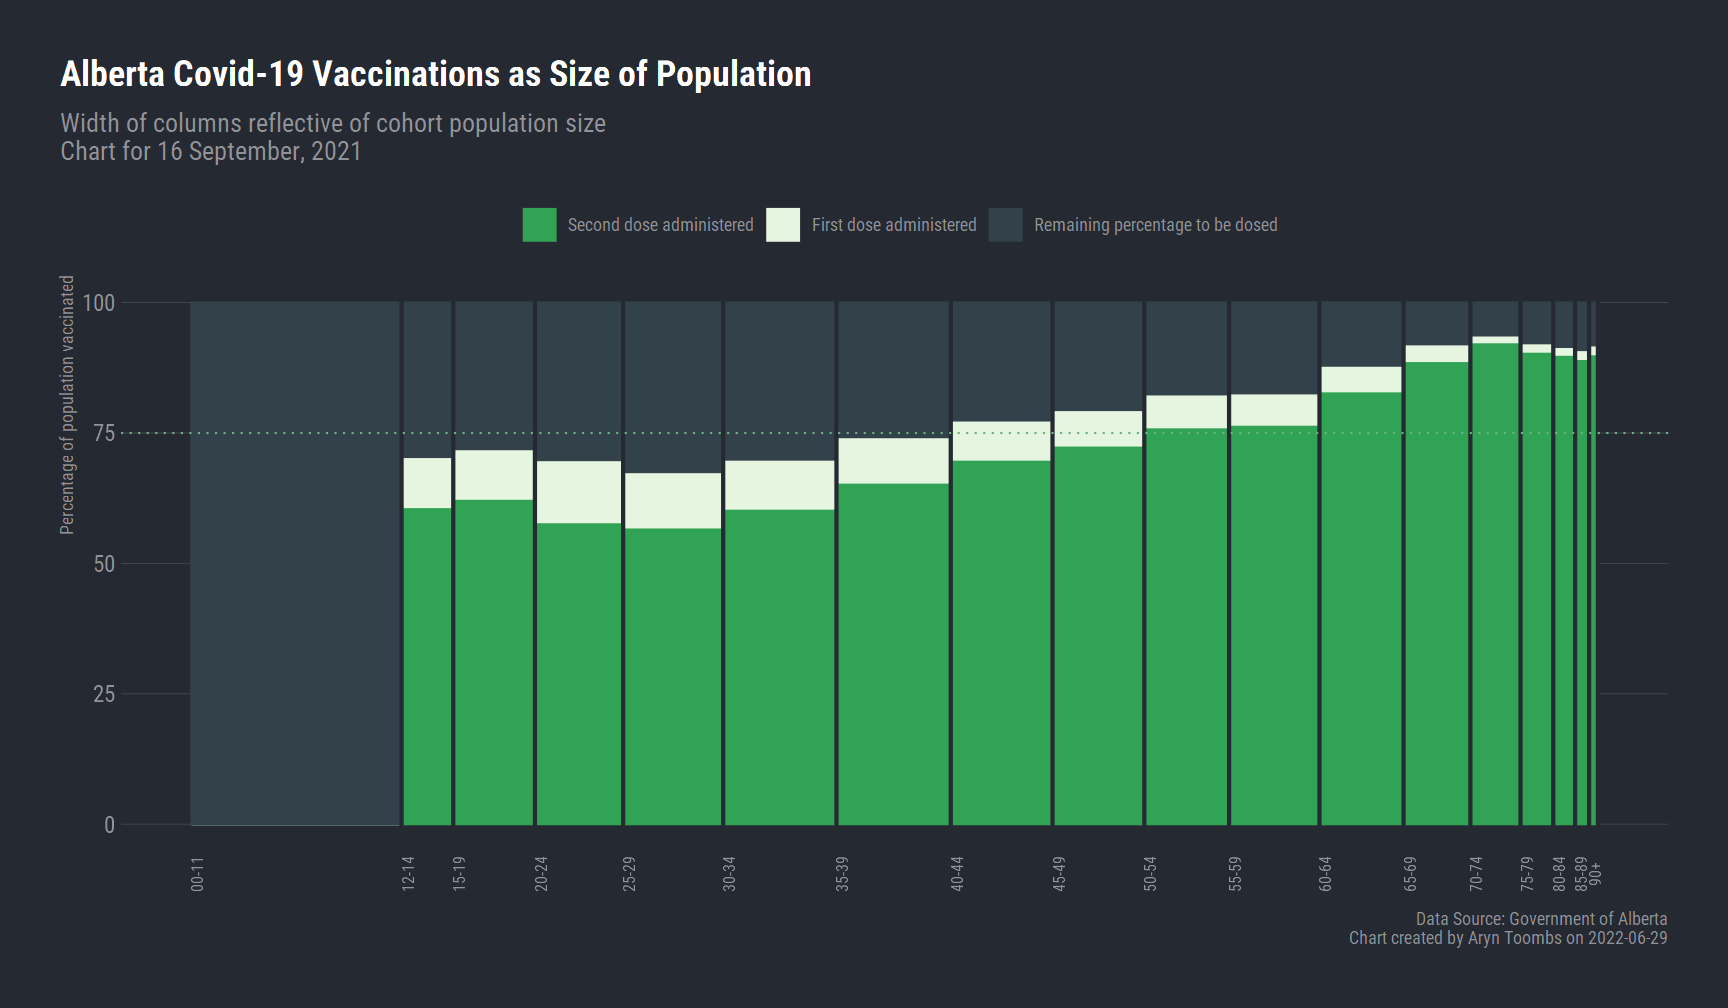 Alberta Covid-19 Vaccinations as Size of Population
Width of columns reflective of cohort population size
Chart for 16 September, 2021
Second dose administered
First dose administered
Remaining percentage to be dosed
Percentage of population vaccinated
100
75
50
25
0
00-11
12-14
15-19
20-24
25-29
30-34
35-39
40-44
45-49
50-54
55-59
60-64
65-69
70-74
75-79
80-84
85-89
90+
Data Source: Government of Alberta
Chart created by Aryn Toombs on 2022-06-29